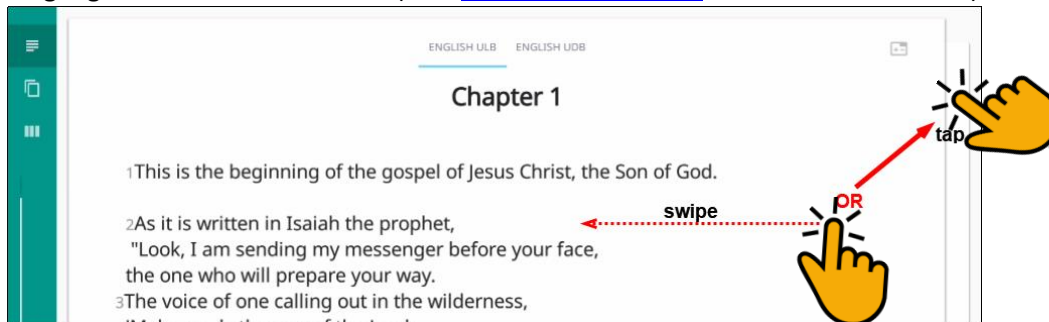 ENGLISH ULB ENGLISH UDB
Chapter 1
tap
1This is the beginning of the gospel of Jesus Christ, the Son of God.
OR
swipe
2As it is written in Isaiah the prophet,
"Look, I am sending my messenger before your face,
the one who will prepare your way.
3The voice of one calling out in the wilderness,